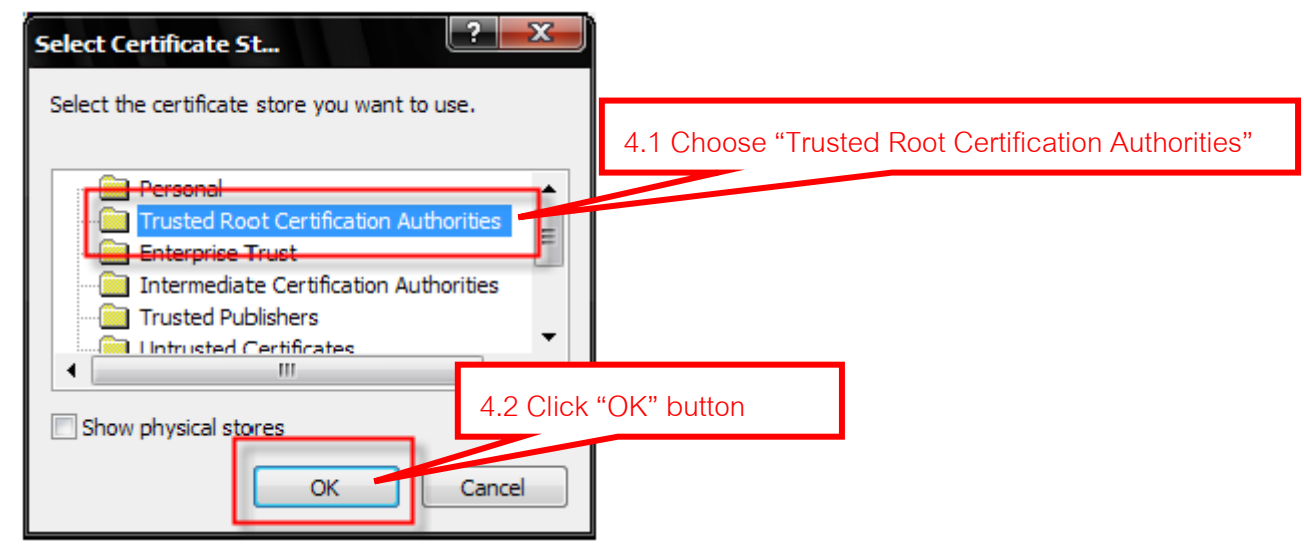 Select Certificate St...
Select the certificate store you want to use.
4.1 Choose “Trusted Root Certification Authorities”
Personal
Trusted Root Certification Authorities
Enterprise Trust
Intermediate Certification Authorities
Trusted Publishers
Untrusted Certificates
4.2 Click “OK” button
Show physical stores
OK
Cancel